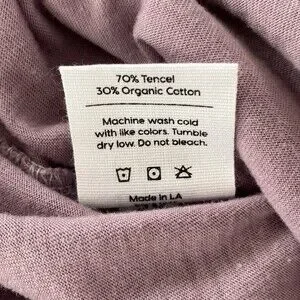 70% Tencel
30% Organic Cotton
Machine wash cold
with like colors. Tumble
dry low. Do not bleach.
Made in LA